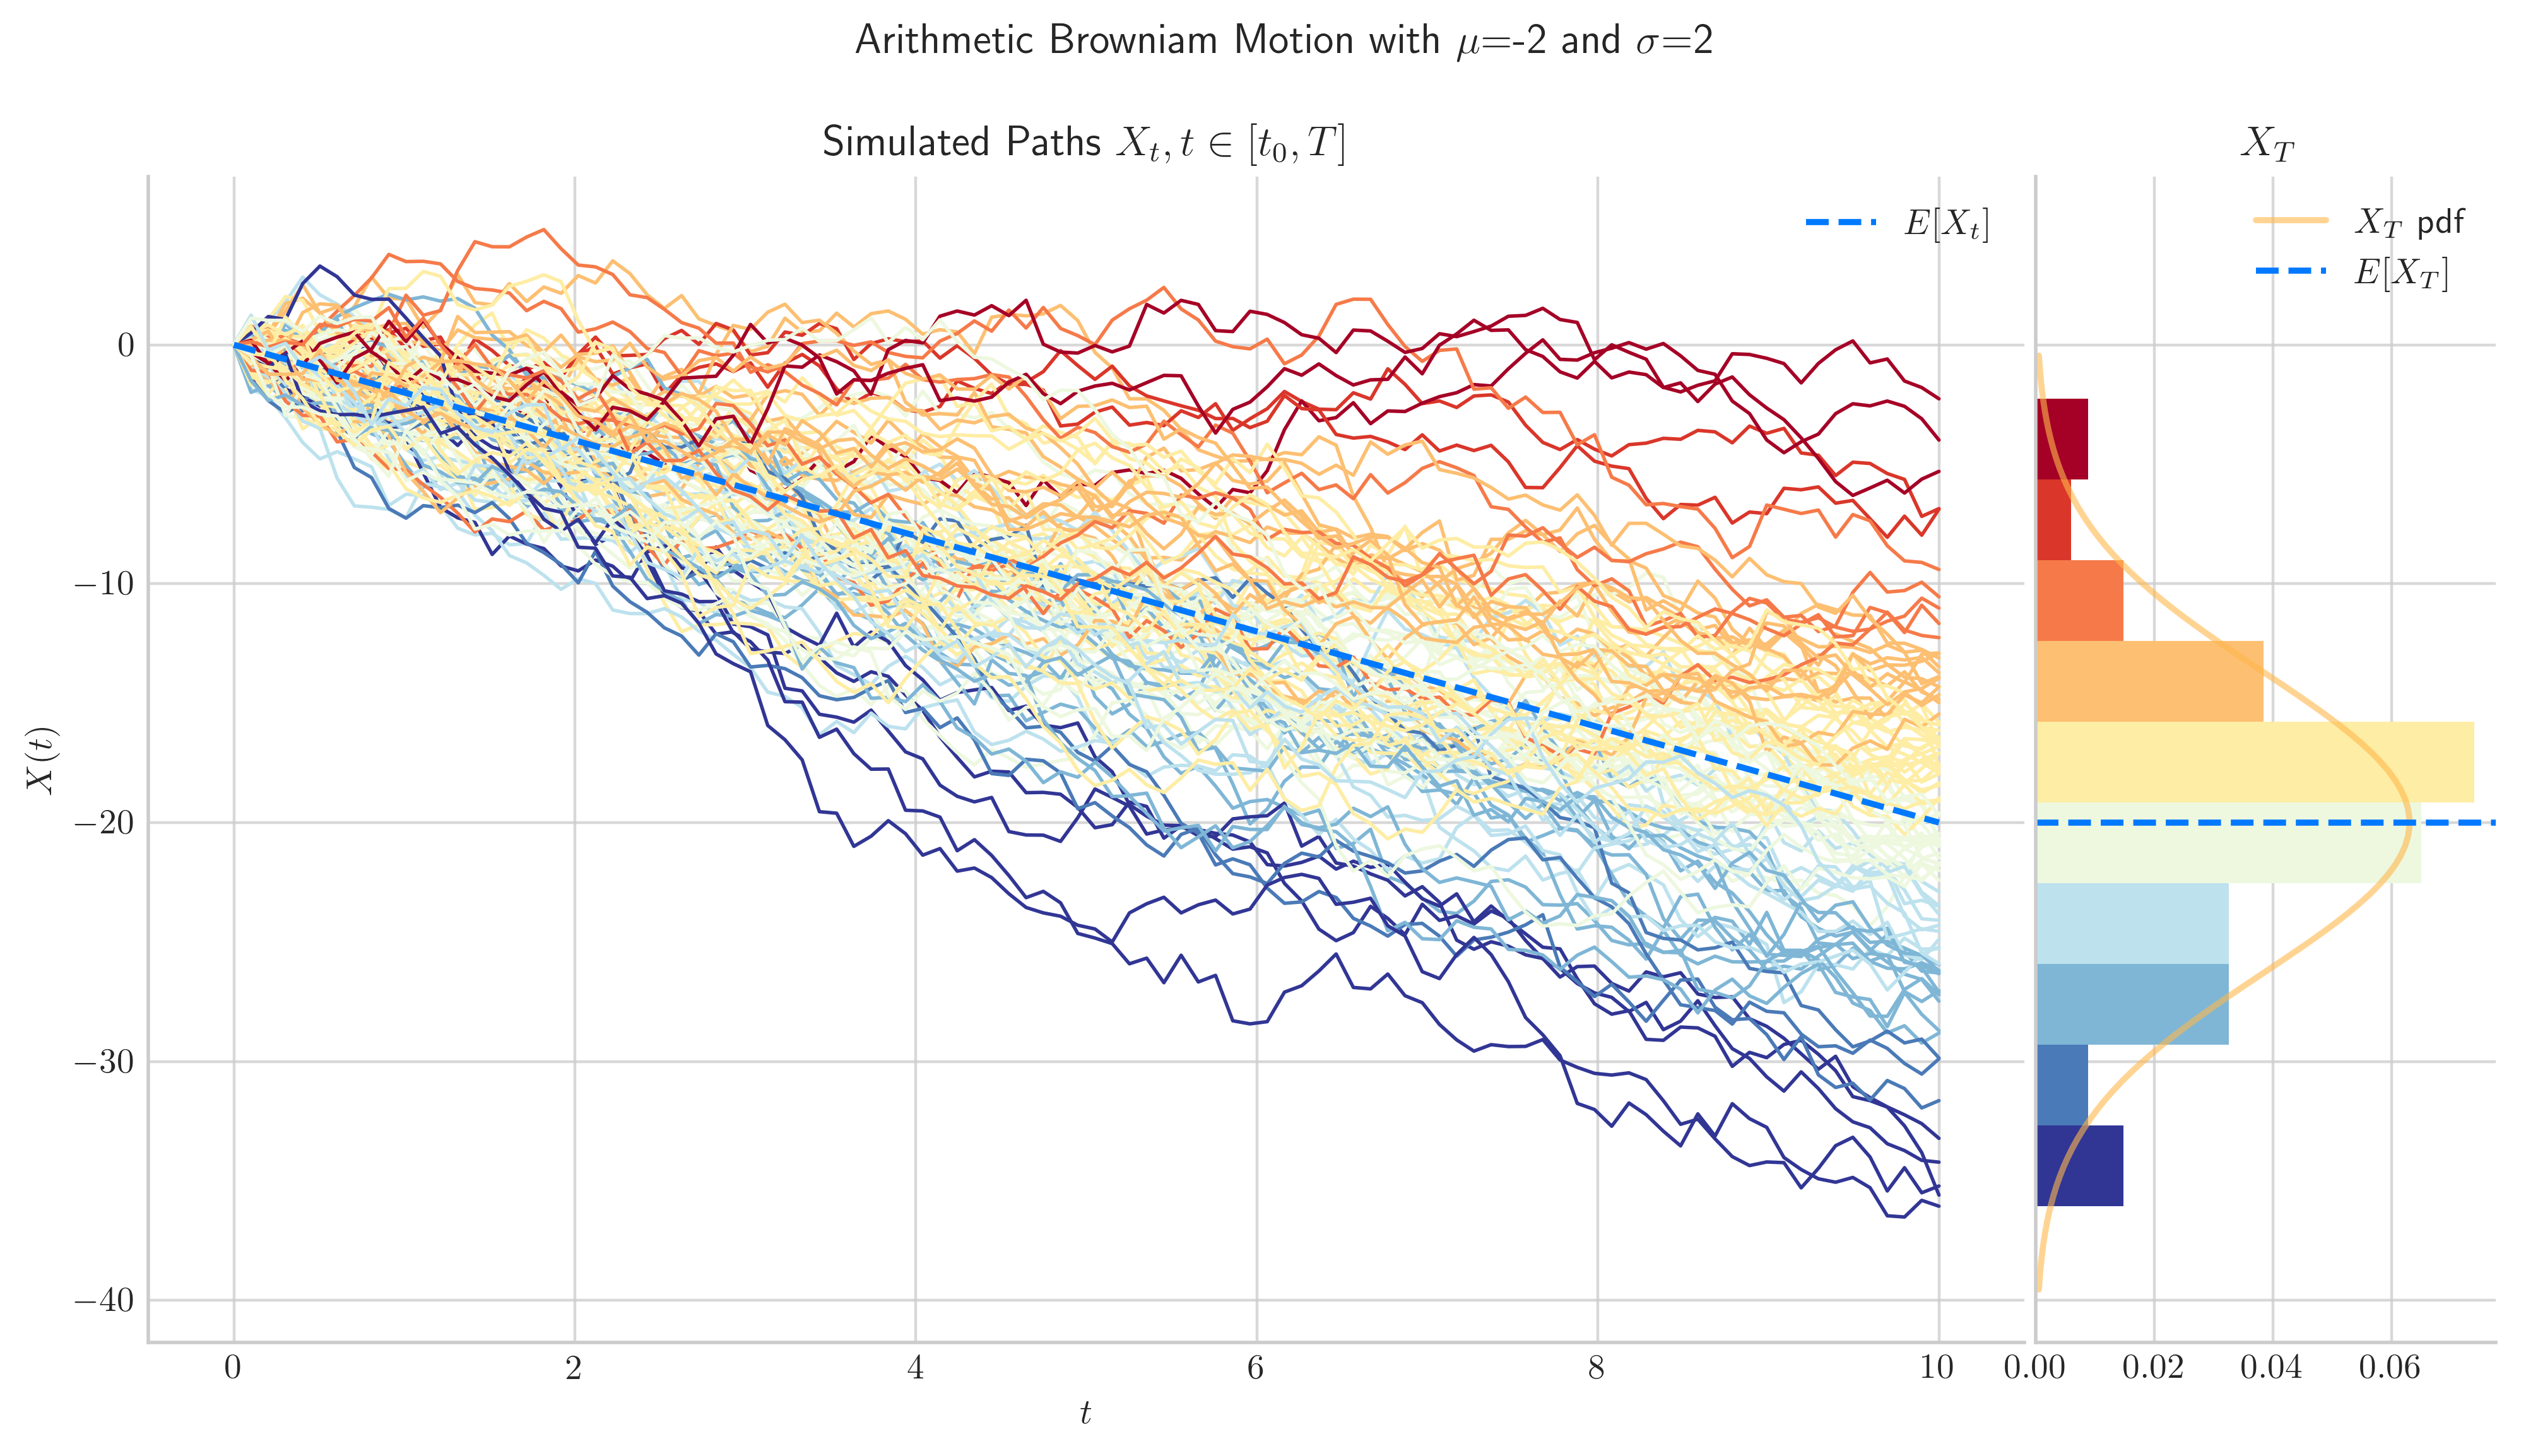 Arithmetic Browniam Motion with μ=-2 and σ=2
Simulated Paths X_t, t ∈ [t_0, T]
E[X_t]
X(t)
0
−10
−20
−30
−40
0 2 4 6 8 10
t
X_T
X_T pdf
E[X_T]
0.00 0.02 0.04 0.06